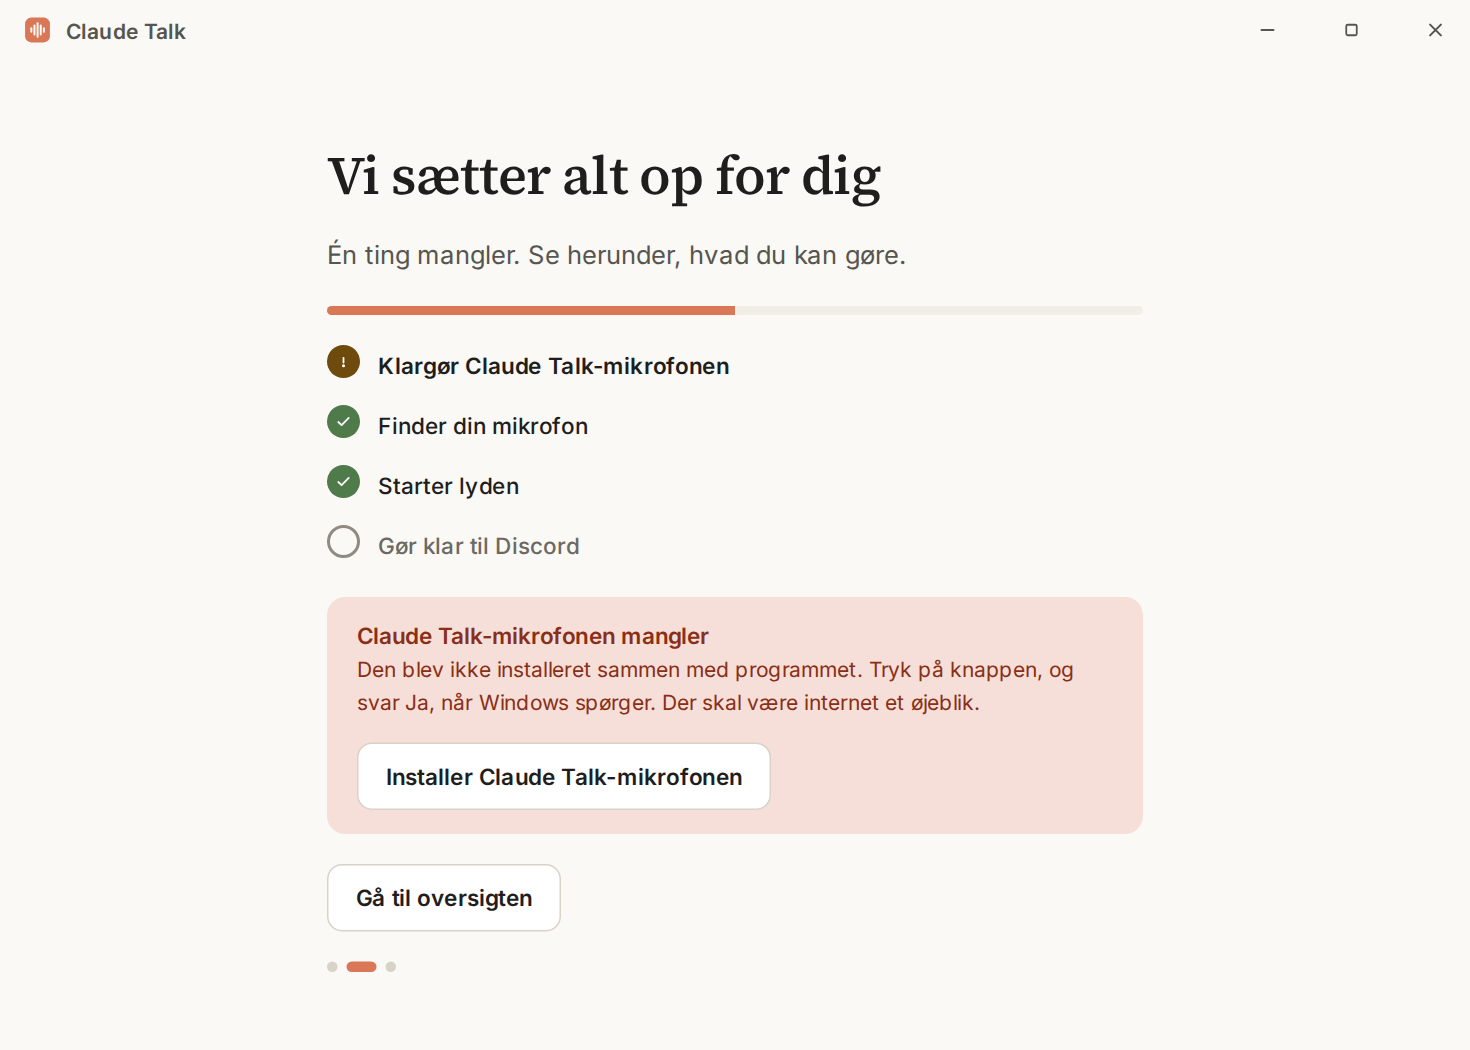 Claude Talk
Vi sætter alt op for dig
Én ting mangler. Se herunder, hvad du kan gøre.
Klargør Claude Talk-mikrofonen
Finder din mikrofon
Starter lyden
Gør klar til Discord
Claude Talk-mikrofonen mangler
Den blev ikke installeret sammen med programmet. Tryk på knappen, og
svar Ja, når Windows spørger. Der skal være internet et øjeblik.
Installer Claude Talk-mikrofonen
Gå til oversigten